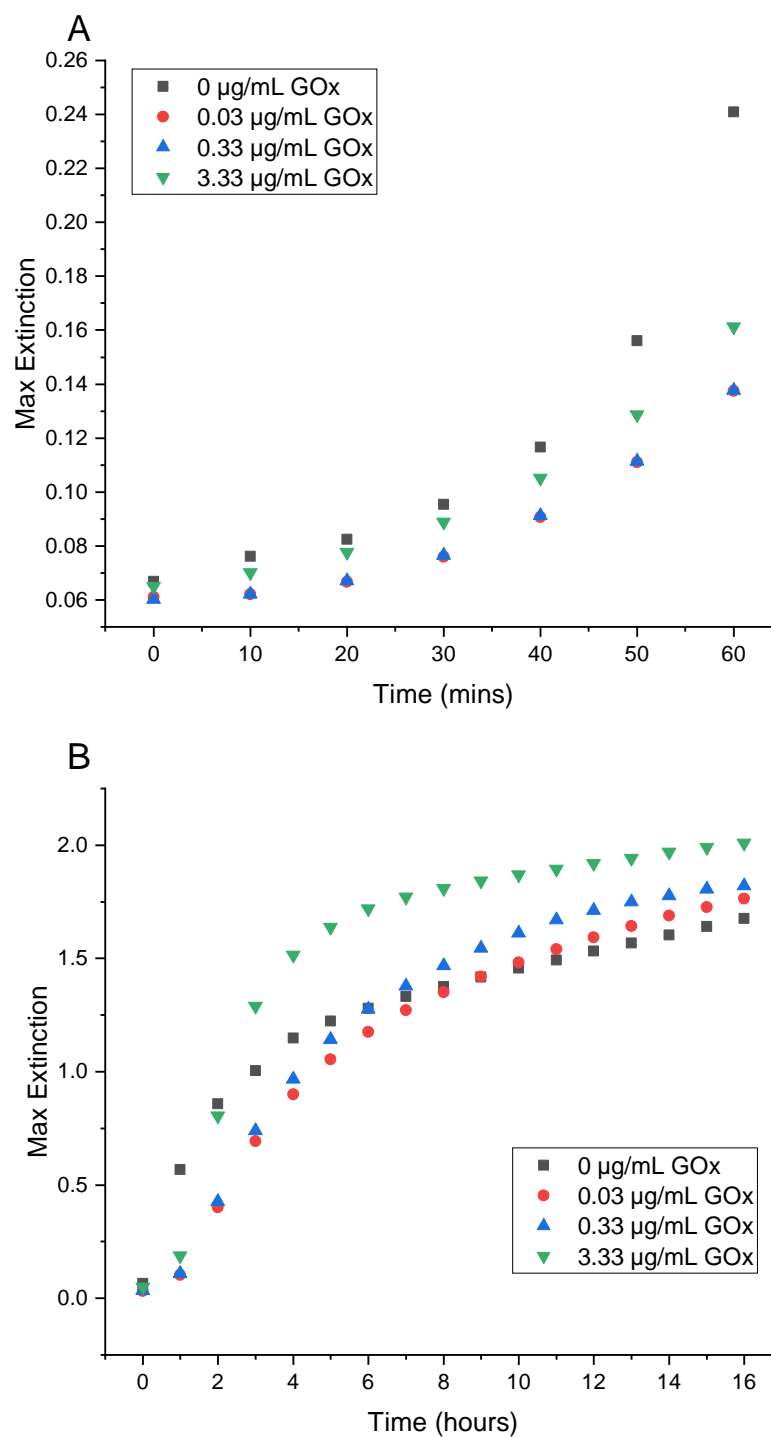 A
0.26
0.24
0.22
0.20
0.18
0.16
0.14
0.12
0.10
0.08
0.06
Max Extinction
0 µg/mL GOx
0.03 µg/mL GOx
0.33 µg/mL GOx
3.33 µg/mL GOx
0 10 20 30 40 50 60
Time (mins)
B
2.0
1.5
1.0
0.5
0.0
Max Extinction
0 µg/mL GOx
0.03 µg/mL GOx
0.33 µg/mL GOx
3.33 µg/mL GOx
0 2 4 6 8 10 12 14 16
Time (hours)